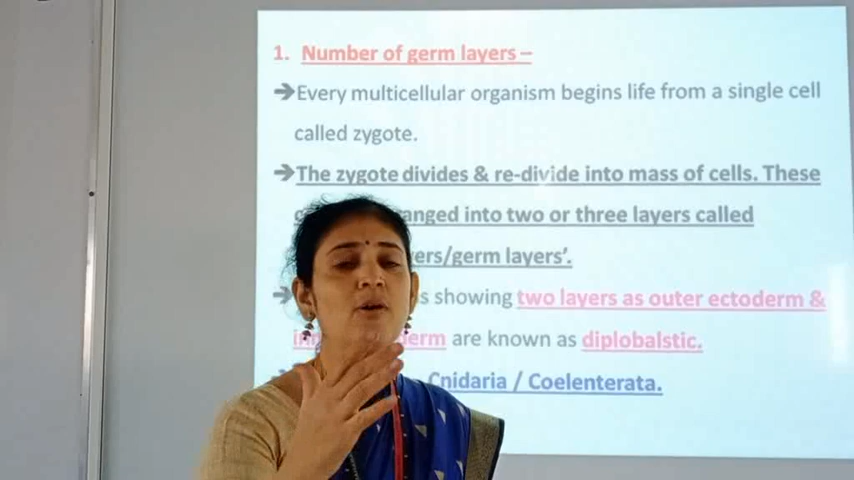 1. Number of germ layers –
➔Every multicellular organism begins life from a single cell
called zygote.
➔The zygote divides & re-divide into mass of cells. These
anged into two or three layers called
ers/germ layers'.
➔ s showing two layers as outer ectoderm &
in erm are known as diplobalstic.
Cnidaria / Coelenterata.